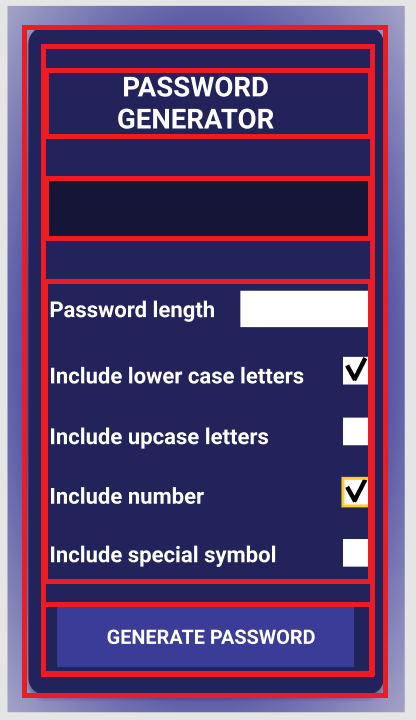 PASSWORD
GENERATOR
Password length
Include lower case letters
Include upcase letters
Include number
Include special symbol
GENERATE PASSWORD